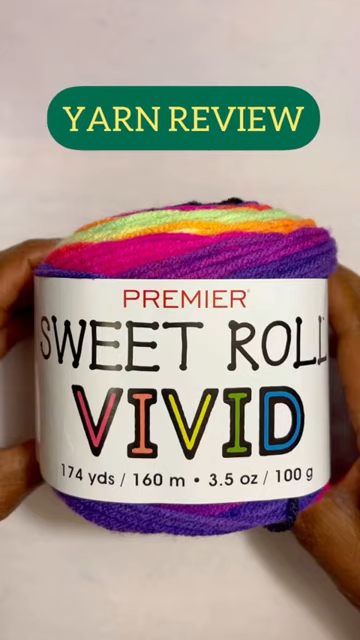 YARN REVIEW
PREMIER®
SWEET ROLL
VIVID
174 yds / 160 m • 3.5 oz / 100 g